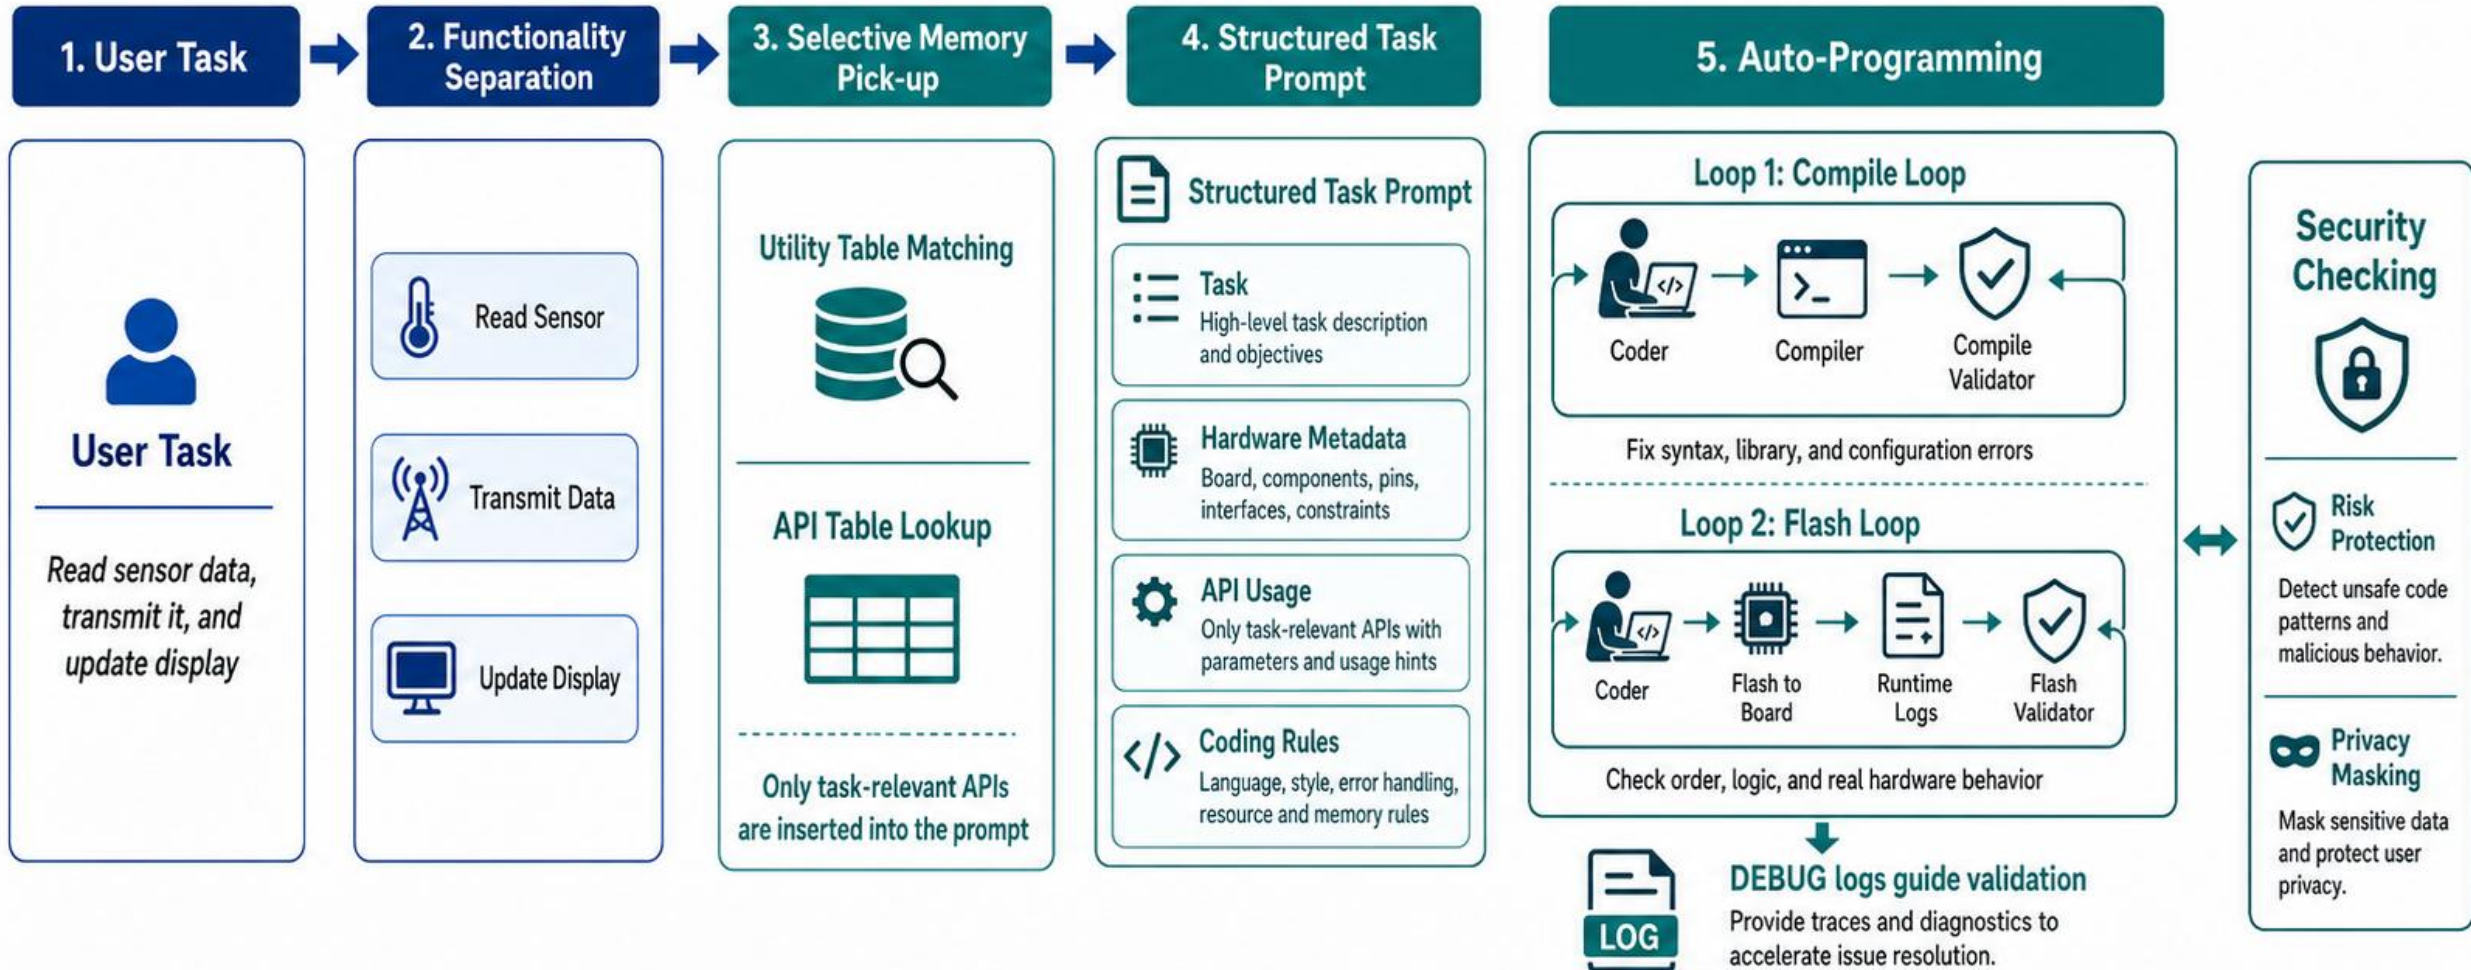 1. User Task
2. Functionality
Separation
3. Selective Memory
Pick-up
4. Structured Task
Prompt
5. Auto-Programming
User Task
Read sensor data,
transmit it, and
update display
Read Sensor
Transmit Data
Update Display
Utility Table Matching
API Table Lookup
Only task-relevant APIs
are inserted into the prompt
Structured Task Prompt
Task
High-level task description
and objectives
Hardware Metadata
Board, components, pins,
interfaces, constraints
API Usage
Only task-relevant APIs with
parameters and usage hints
</>
Coding Rules
Language, style, error handling,
resource and memory rules
Loop 1: Compile Loop
</>
>_
Coder
Compiler
Compile
Validator
Fix syntax, library, and configuration errors
Loop 2: Flash Loop
</>
Coder
Flash to
Board
Runtime
Logs
Flash
Validator
Check order, logic, and real hardware behavior
LOG
DEBUG logs guide validation
Provide traces and diagnostics to
accelerate issue resolution.
Security
Checking
Risk
Protection
Detect unsafe code
patterns and
malicious behavior.
Privacy
Masking
Mask sensitive data
and protect user
privacy.